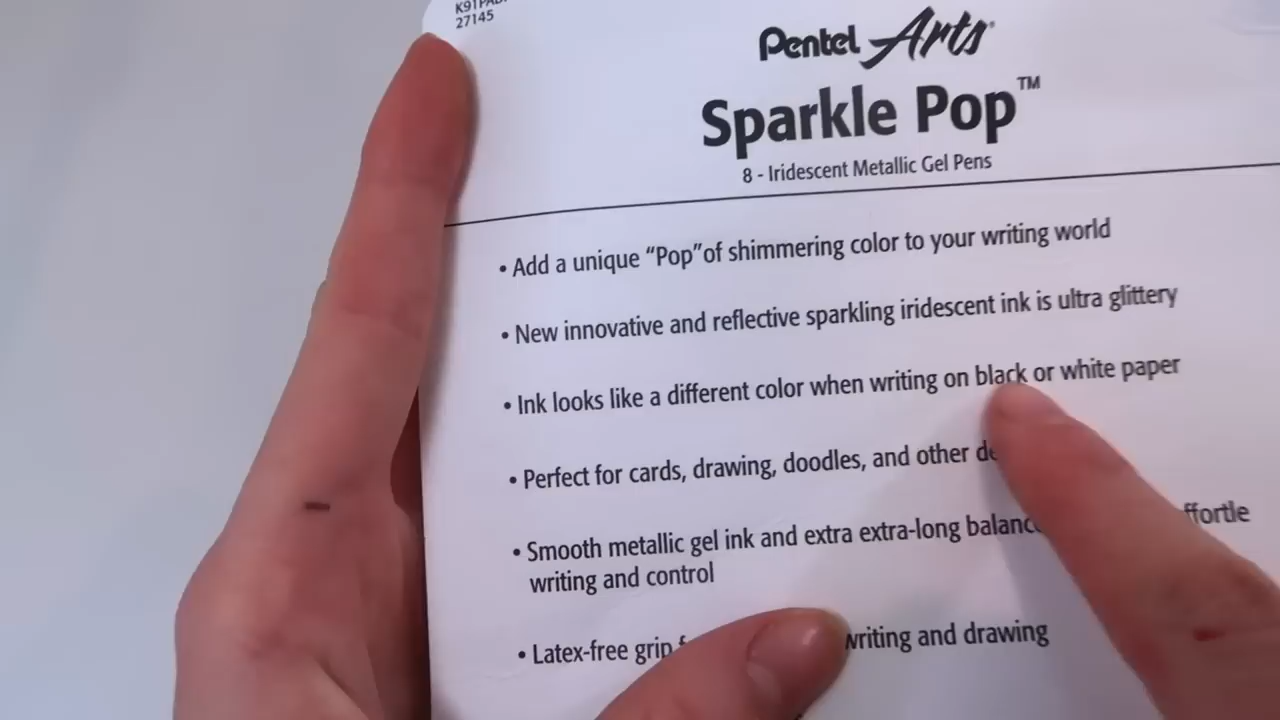 27145
Pentel Arts
Sparkle Pop™
8 - Iridescent Metallic Gel Pens
• Add a unique “Pop”of shimmering color to your writing world
• New innovative and reflective sparkling iridescent ink is ultra glittery
• Ink looks like a different color when writing on black or white paper
• Perfect for cards, drawing, doodles, and other
• Smooth metallic gel ink and extra extra-long
writing and control
• Latex-free grip writing and drawing